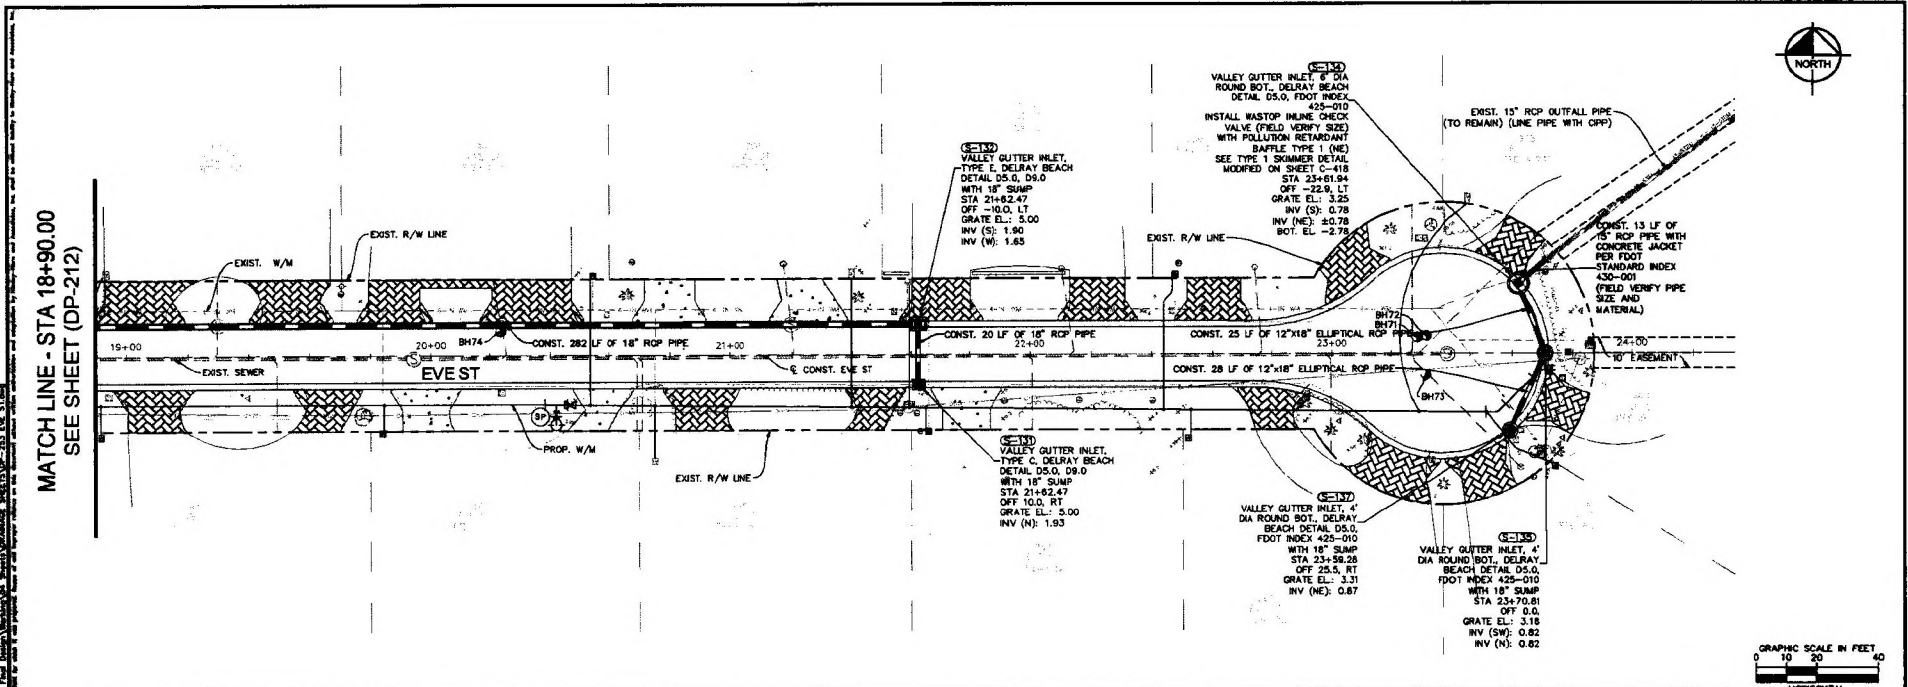 NORTH
MATCH LINE - STA 18+90.00
SEE SHEET (DP-212)
S-134
VALLEY GUTTER INLET, 6' DIA
ROUND BOT., DELRAY BEACH
DETAIL D5.0, FDOT INDEX
425-010
INSTALL WASTOP INLINE CHECK
VALVE (FIELD VERIFY SIZE)
WITH POLLUTION RETARDANT
BAFFLE TYPE 1 (NE)
SEE TYPE 1 SKIMMER DETAIL
MODIFIED ON SHEET C-418
STA 23+61.94
OFF -22.9, LT
GRATE EL.: 3.25
INV (S): 0.78
INV (NE): ±0.78
BOT. EL -2.78
EXIST. 15" RCP OUTFALL PIPE
(TO REMAIN) (LINE PIPE WITH CIPP)
S-132
VALLEY GUTTER INLET,
TYPE E, DELRAY BEACH
DETAIL D5.0, D9.0
WITH 18" SUMP
STA 21+62.47
OFF -10.0, LT
GRATE EL.: 5.00
INV (S): 1.90
INV (W): 1.65
EXIST. R/W LINE
EXIST. W/M
EXIST. R/W LINE
CONST. 13 LF OF
15" RCP PIPE WITH
CONCRETE JACKET
PER FDOT
STANDARD INDEX
430-001
(FIELD VERIFY PIPE
SIZE AND
MATERIAL)
BH72
BH71
CONST. 20 LF OF 18" RCP PIPE
CONST. 25 LF OF 12"X18" ELLIPTICAL RCP PIPE
BH74
CONST. 282 LF OF 18" RCP PIPE
19+00
20+00
21+00
22+00
23+00
24+00
10' EASEMENT
EXIST. SEWER
S
EVE ST
℄ CONST. EVE ST
CONST. 28 LF OF 12"x18" ELLIPTICAL RCP PIPE
BH73
SP
PROP. W/M
EXIST. R/W LINE
S-131
VALLEY GUTTER INLET,
TYPE C, DELRAY BEACH
DETAIL D5.0, D9.0
WITH 18" SUMP
STA 21+62.47
OFF 10.0, RT
GRATE EL.: 5.00
INV (N): 1.93
S-137
VALLEY GUTTER INLET, 4'
DIA ROUND BOT., DELRAY
BEACH DETAIL D5.0,
FDOT INDEX 425-010
WITH 18" SUMP
STA 23+59.28
OFF 25.5, RT
GRATE EL.: 3.31
INV (NE): 0.87
S-135
VALLEY GUTTER INLET, 4'
DIA ROUND BOT., DELRAY
BEACH DETAIL D5.0,
FDOT INDEX 425-010
WITH 18" SUMP
STA 23+70.81
OFF 0.0,
GRATE EL.: 3.18
INV (SW): 0.82
INV (N): 0.82
GRAPHIC SCALE IN FEET
0 10 20 40